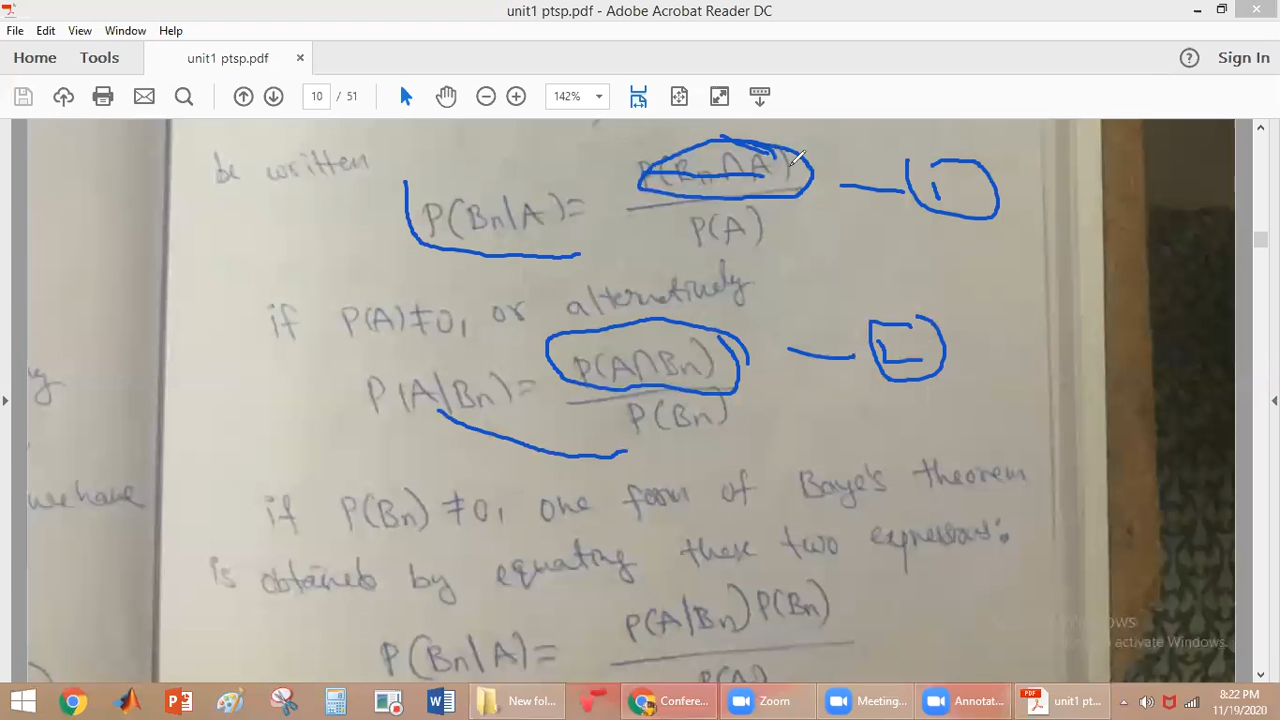 unit1 ptsp.pdf - Adobe Acrobat Reader DC
File Edit View Window Help
Home Tools unit1 ptsp.pdf × Sign In
10 / 51 142%
be written
P(Bn|A) = P(Bn∩A) / P(A) — 1
if P(A) ≠ 0, or alternatively
P(A|Bn) = P(A∩Bn) / P(Bn) — 2
we have
if P(Bn) ≠ 0, one form of Baye's theorem
is obtained by equating these two expressions:
P(Bn|A) = P(A|Bn) P(Bn) / P(A)
activate Windows.
New fol... Confere... Zoom Meeting... Annotat... unit1 pt...
8:22 PM
11/19/2020